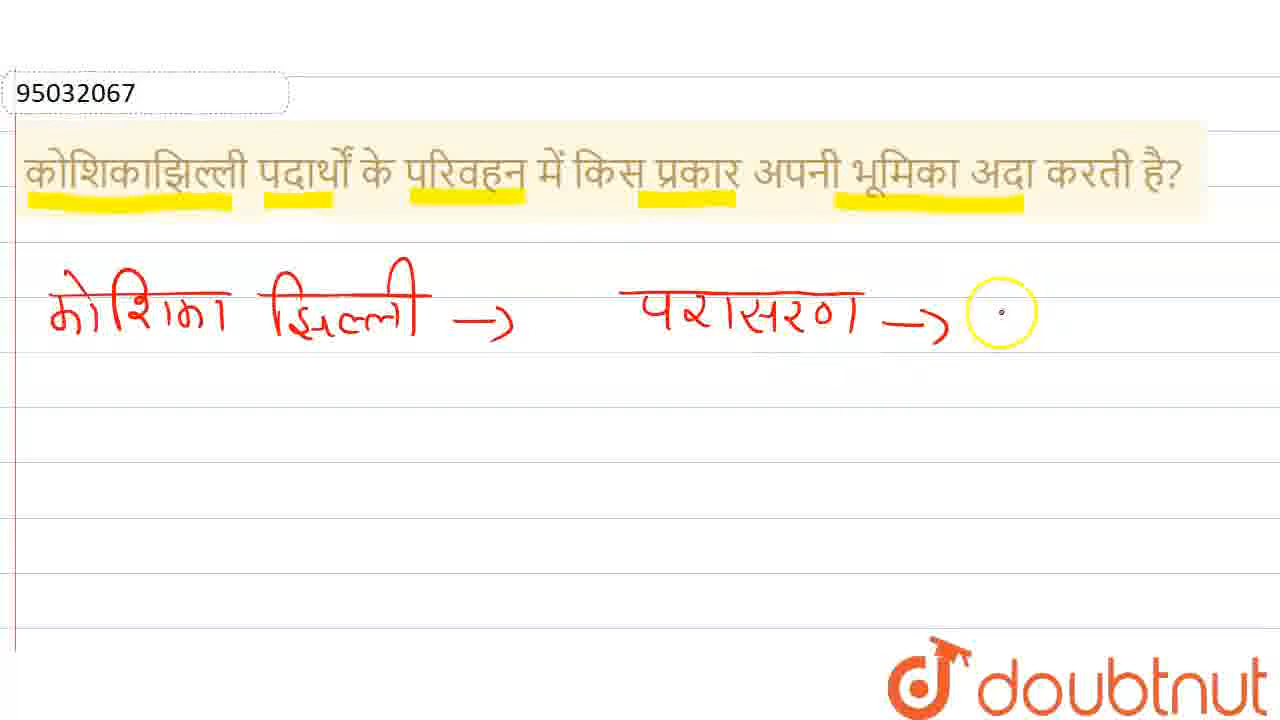 95032067
कोशिकाझिल्ली पदार्थों के परिवहन में किस प्रकार अपनी भूमिका अदा करती है?
कोशिका झिल्ली → परासरण →
doubtnut